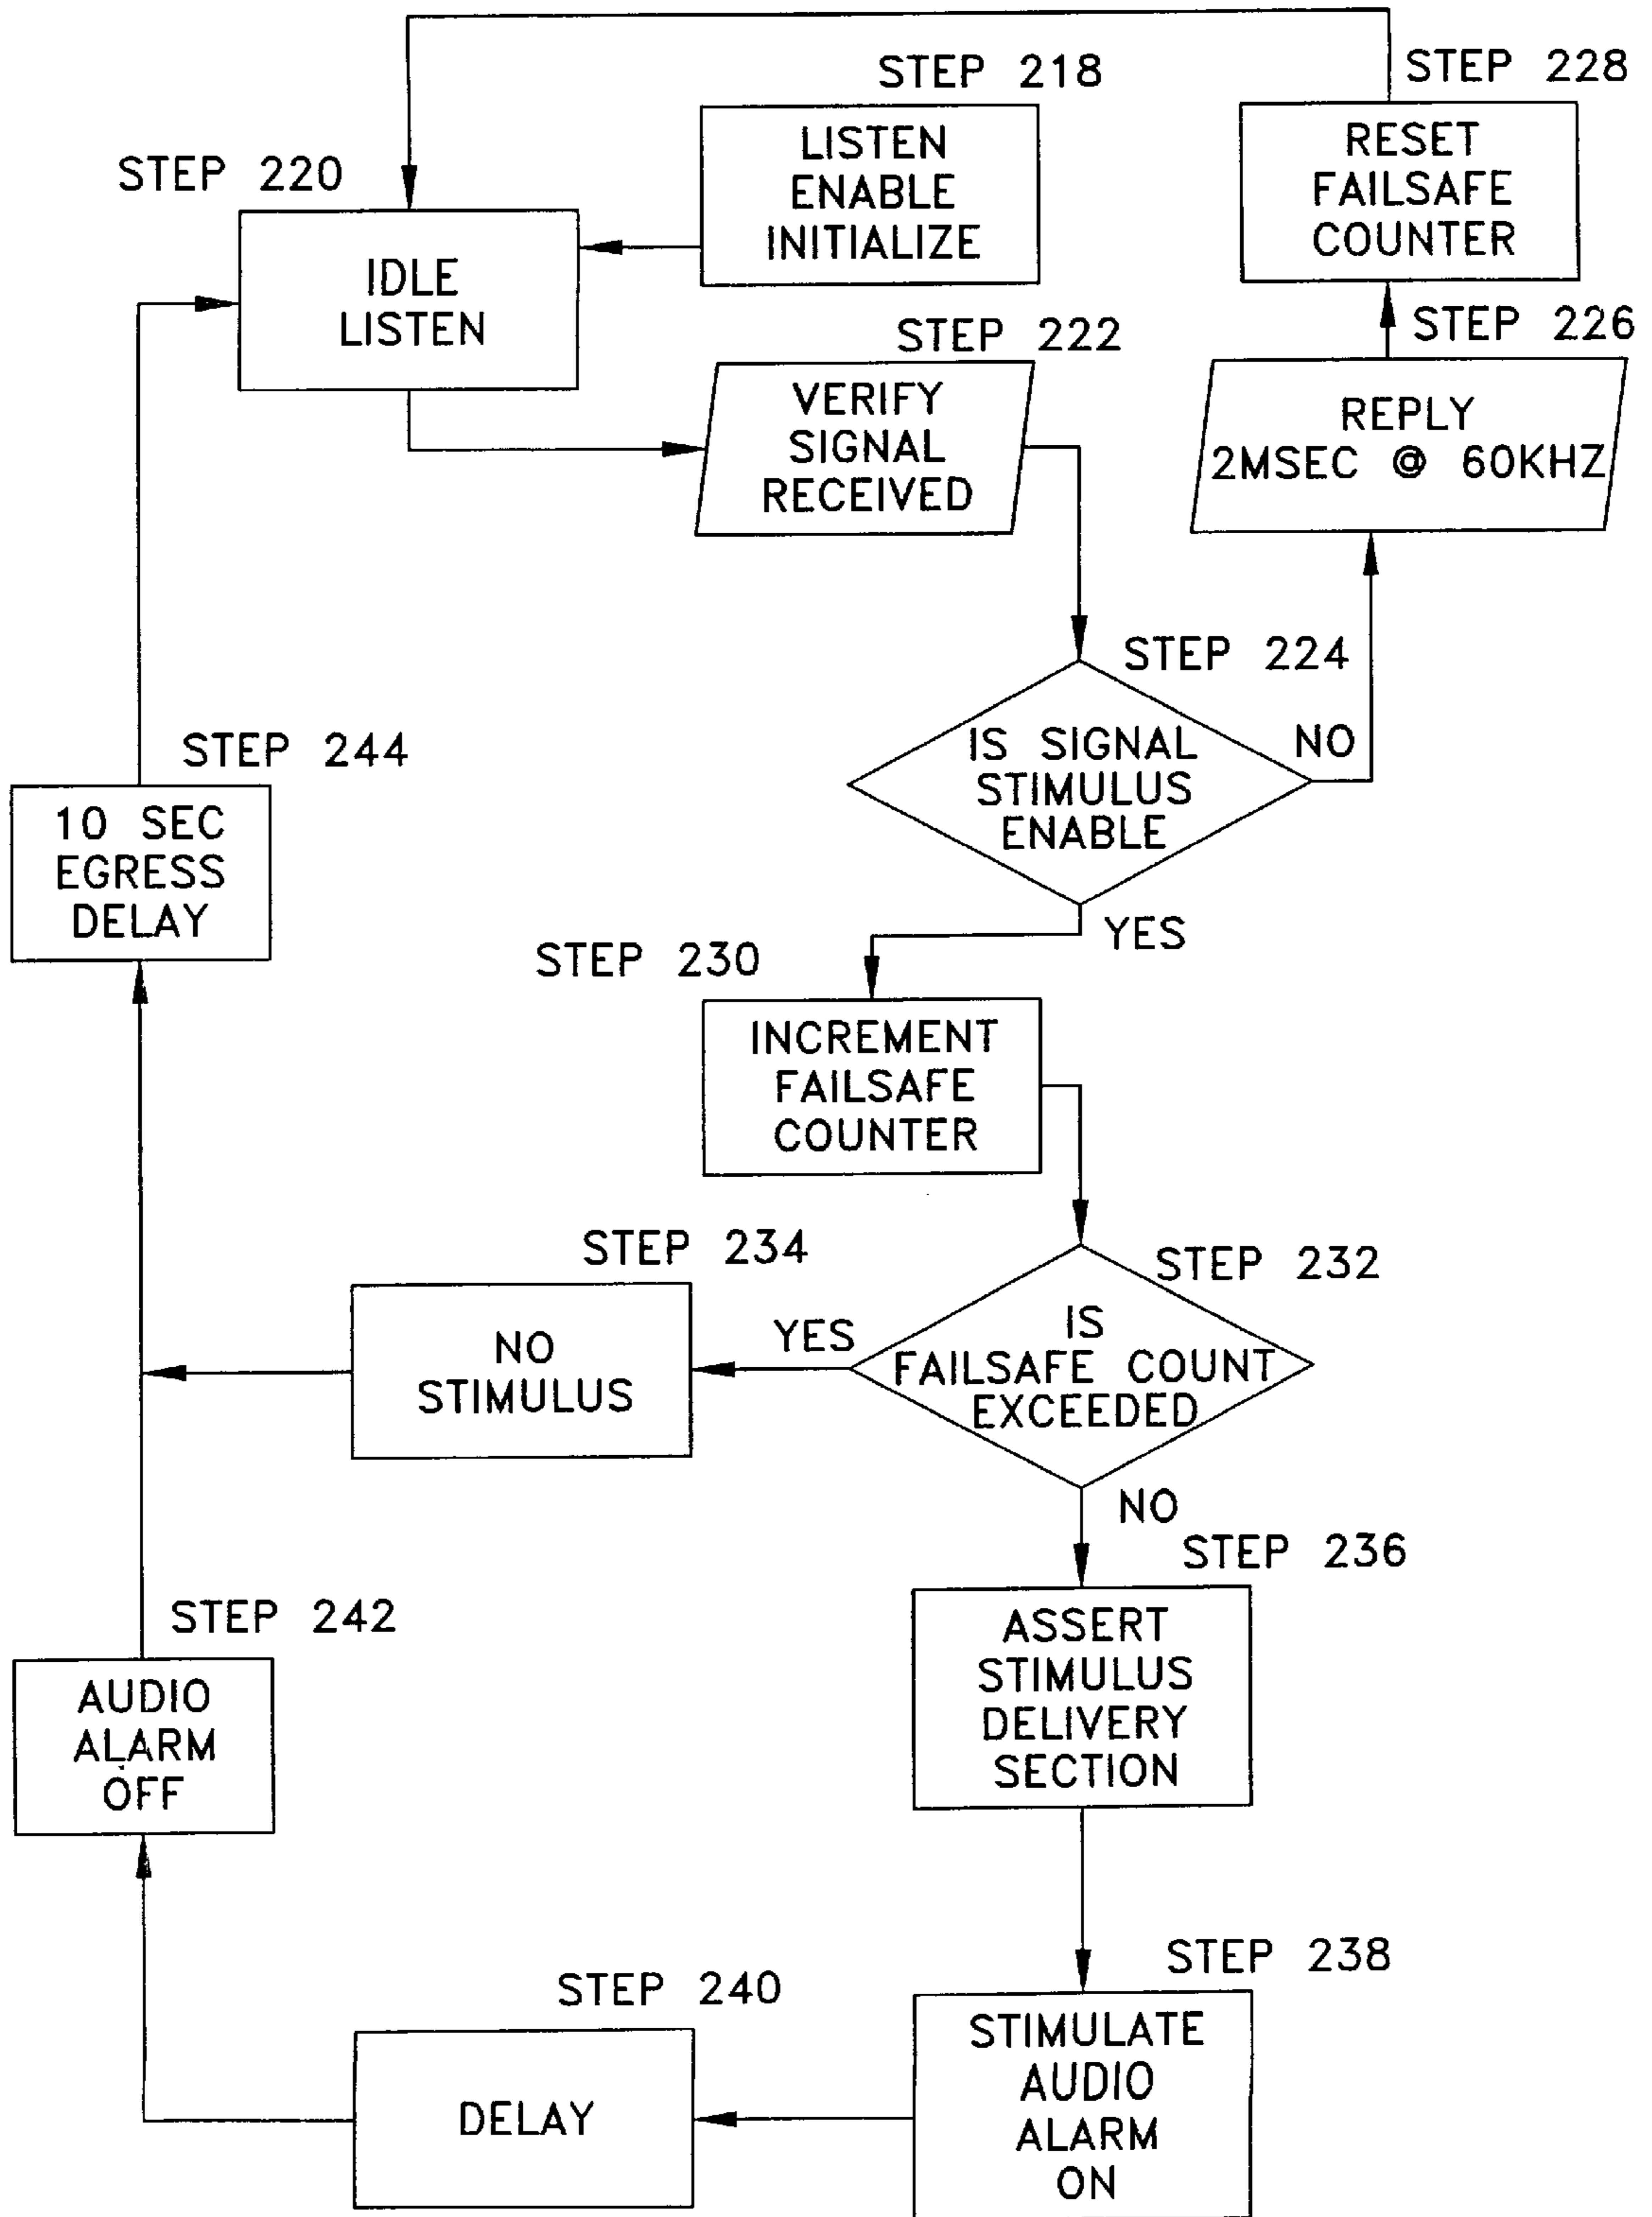 STEP 218
STEP 228
LISTEN
ENABLE
INITIALIZE
RESET
FAILSAFE
COUNTER
STEP 220
IDLE
LISTEN
STEP 222
VERIFY
SIGNAL
RECEIVED
STEP 226
REPLY
2MSEC @ 60KHZ
STEP 224
IS SIGNAL
STIMULUS
ENABLE
NO
YES
STEP 244
10 SEC
EGRESS
DELAY
STEP 230
INCREMENT
FAILSAFE
COUNTER
STEP 234
NO
STIMULUS
YES
STEP 232
IS
FAILSAFE COUNT
EXCEEDED
NO
STEP 236
ASSERT
STIMULUS
DELIVERY
SECTION
STEP 242
AUDIO
ALARM
OFF
STEP 240
DELAY
STEP 238
STIMULATE
AUDIO
ALARM
ON